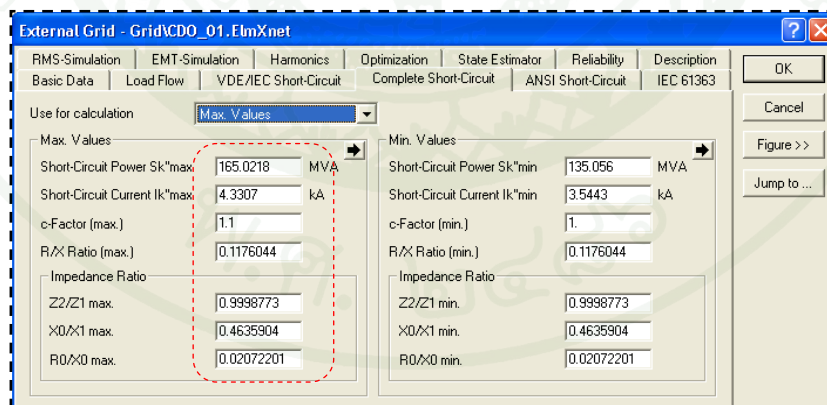 External Grid - Grid\CDO_01.ElmXnet
RMS-Simulation EMT-Simulation Harmonics Optimization State Estimator Reliability Description
Basic Data Load Flow VDE/IEC Short-Circuit Complete Short-Circuit ANSI Short-Circuit IEC 61363
OK
Cancel
Figure >>
Jump to ...
Use for calculation Max. Values
Max. Values
Short-Circuit Power Sk"max 165.0218 MVA
Short-Circuit Current Ik"max 4.3307 kA
c-Factor (max.) 1.1
R/X Ratio (max.) 0.1176044
Impedance Ratio
Z2/Z1 max. 0.9998773
X0/X1 max. 0.4635904
R0/X0 max. 0.02072201
Min. Values
Short-Circuit Power Sk"min 135.056 MVA
Short-Circuit Current Ik"min 3.5443 kA
c-Factor (min.) 1.
R/X Ratio (min.) 0.1176044
Impedance Ratio
Z2/Z1 min. 0.9998773
X0/X1 min. 0.4635904
R0/X0 min. 0.02072201